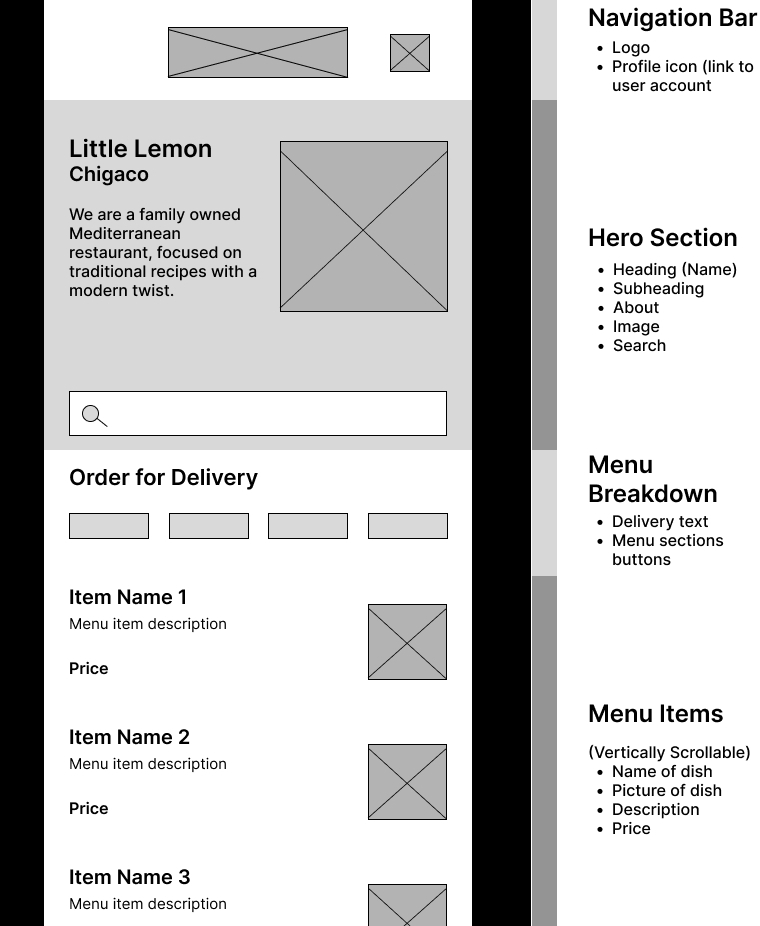 Navigation Bar
• Logo
• Profile icon (link to
user account
Little Lemon
Chigaco
We are a family owned
Mediterranean
restaurant, focused on
traditional recipes with a
modern twist.
Hero Section
• Heading (Name)
• Subheading
• About
• Image
• Search
Order for Delivery
Menu
Breakdown
• Delivery text
• Menu sections
buttons
Item Name 1
Menu item description
Price
Item Name 2
Menu item description
Price
Item Name 3
Menu item description
Menu Items
(Vertically Scrollable)
• Name of dish
• Picture of dish
• Description
• Price